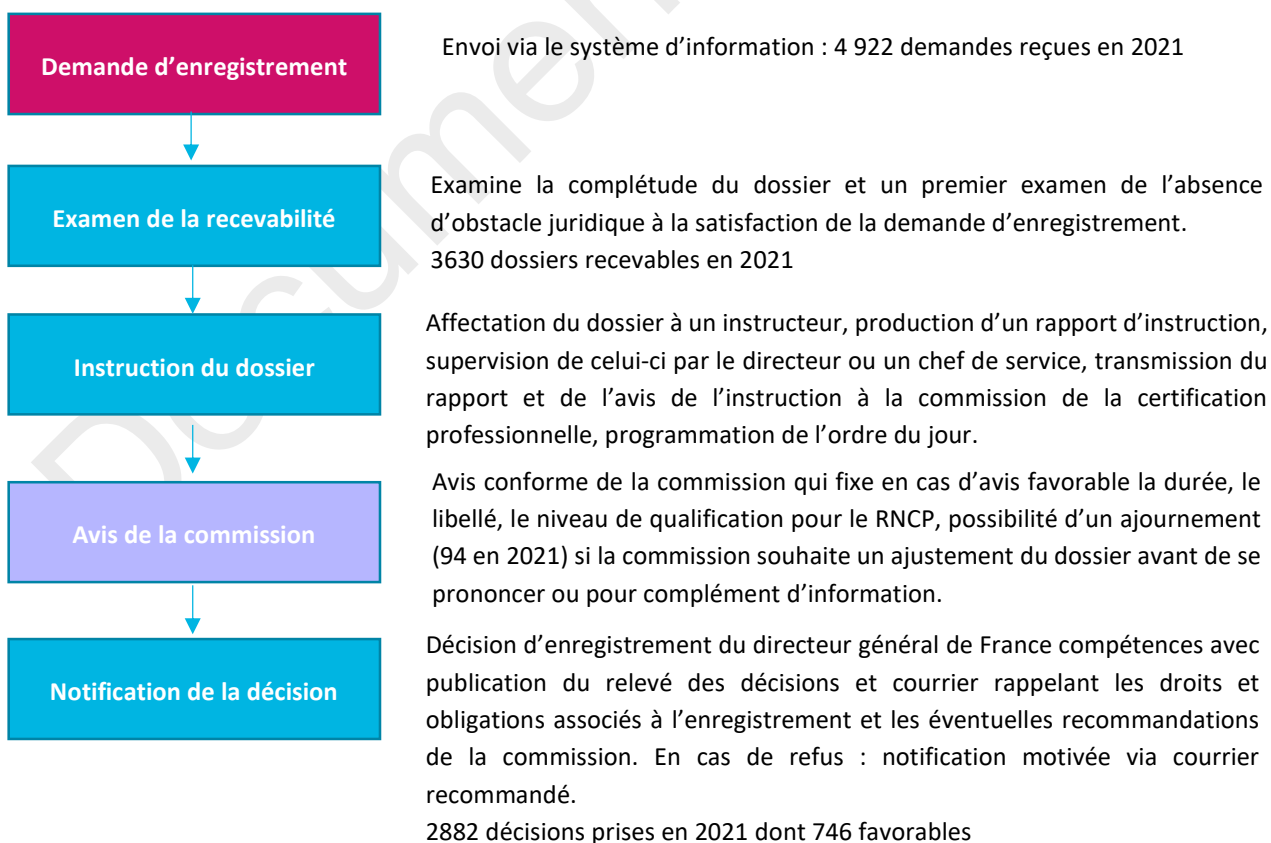 Demande d’enregistrement
Envoi via le système d’information : 4 922 demandes reçues en 2021
Examen de la recevabilité
Examine la complétude du dossier et un premier examen de l’absence
d’obstacle juridique à la satisfaction de la demande d’enregistrement.
3630 dossiers recevables en 2021
Instruction du dossier
Affectation du dossier à un instructeur, production d’un rapport d’instruction,
supervision de celui-ci par le directeur ou un chef de service, transmission du
rapport et de l’avis de l’instruction à la commission de la certification
professionnelle, programmation de l’ordre du jour.
Avis de la commission
Avis conforme de la commission qui fixe en cas d’avis favorable la durée, le
libellé, le niveau de qualification pour le RNCP, possibilité d’un ajournement
(94 en 2021) si la commission souhaite un ajustement du dossier avant de se
prononcer ou pour complément d’information.
Notification de la décision
Décision d’enregistrement du directeur général de France compétences avec
publication du relevé des décisions et courrier rappelant les droits et
obligations associés à l’enregistrement et les éventuelles recommandations
de la commission. En cas de refus : notification motivée via courrier
recommandé.
2882 décisions prises en 2021 dont 746 favorables
Documen